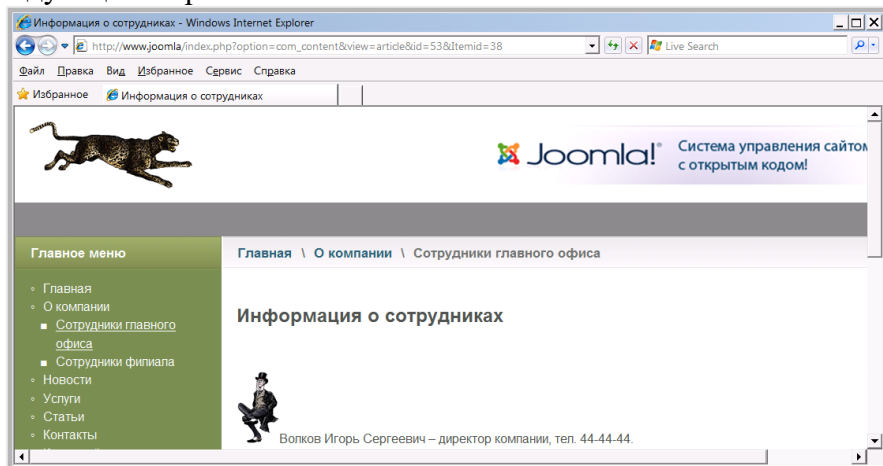 Информация о сотрудниках - Windows Internet Explorer
http://www.joomla/index.php?option=com_content&view=article&id=53&Itemid=38
Live Search
Файл Правка Вид Избранное Сервис Справка
Избранное Информация о сотрудниках
Joomla!®
Система управления сайтом
с открытым кодом!
Главное меню
Главная \ О компании \ Сотрудники главного офиса
Главная
О компании
Сотрудники главного
офиса
Сотрудники филиала
Новости
Услуги
Статьи
Контакты
Информация о сотрудниках
Волков Игорь Сергеевич – директор компании, тел. 44-44-44.